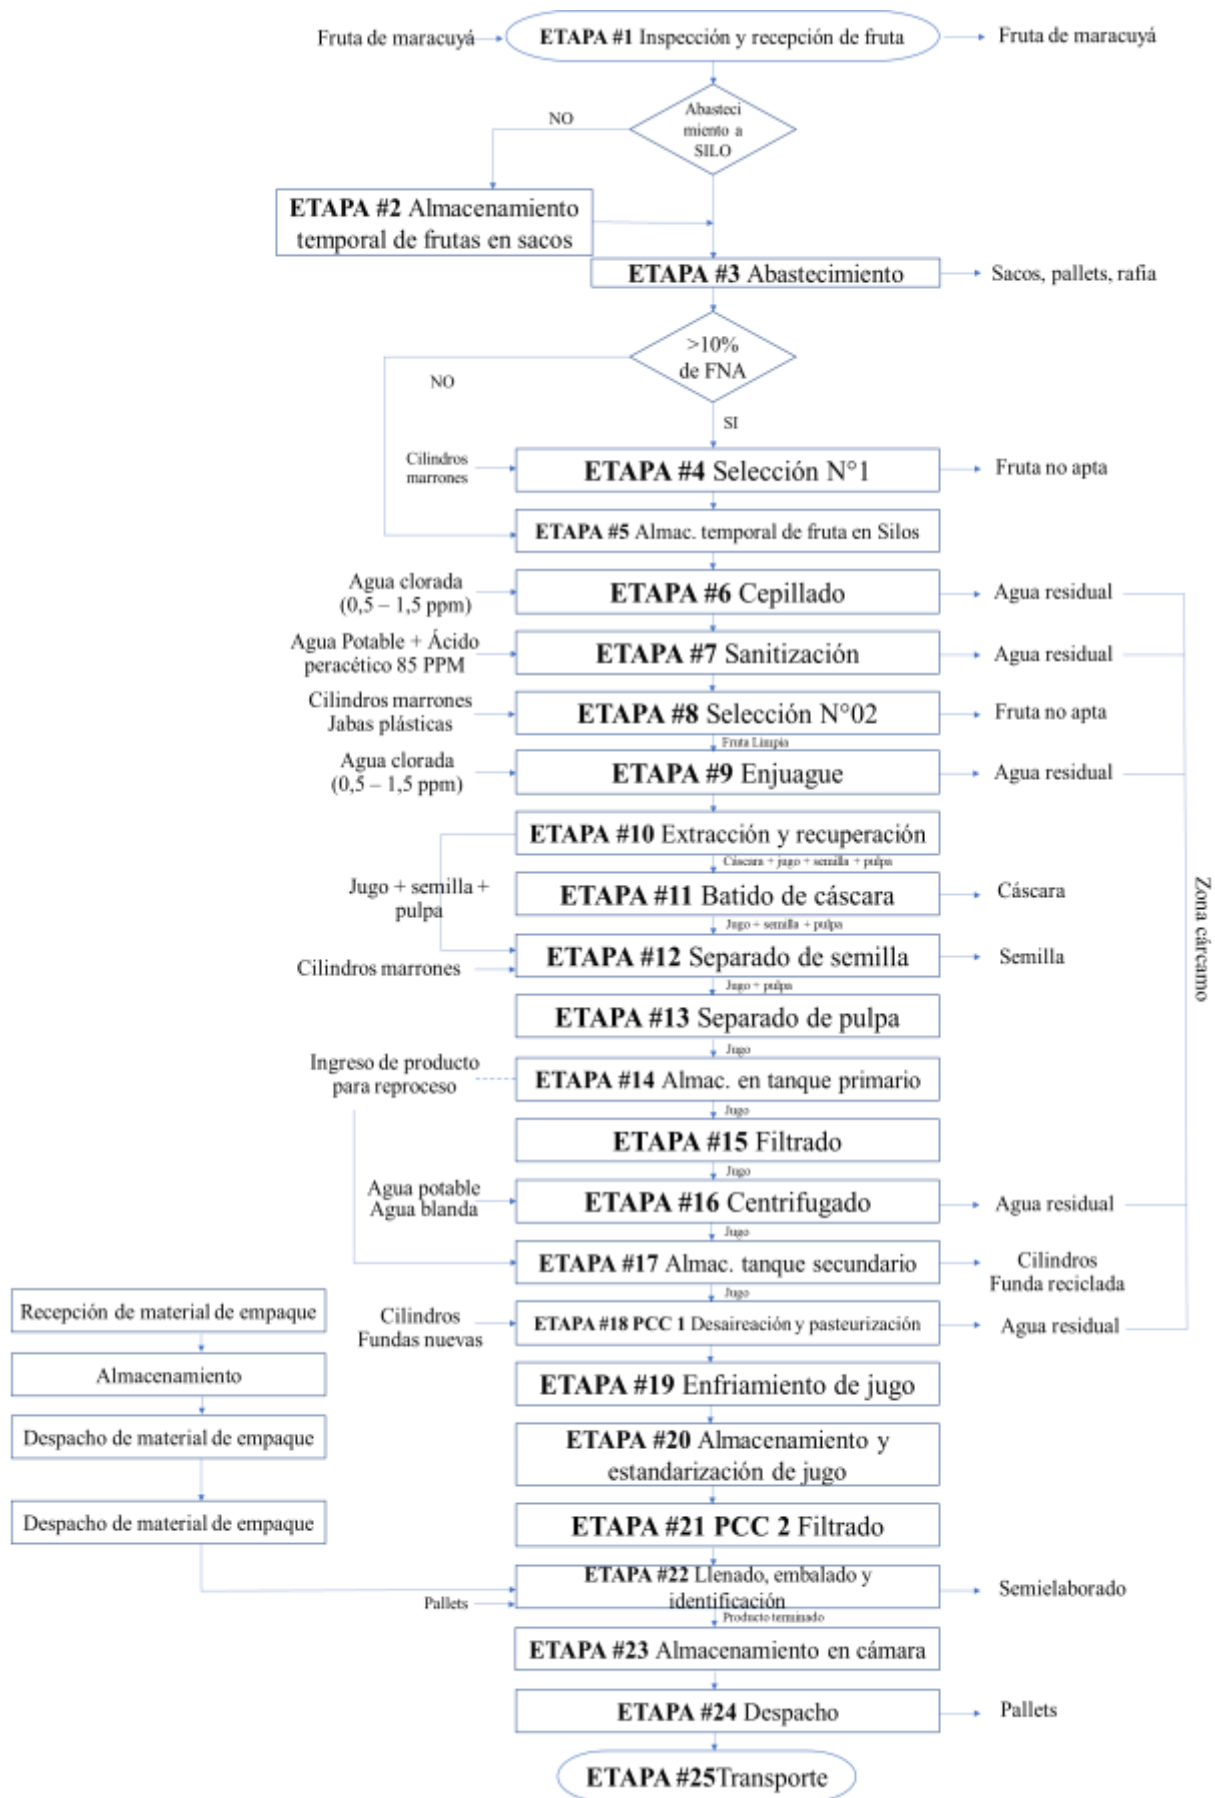 Fruta de maracuyá
ETAPA #1 Inspección y recepción de fruta
Fruta de maracuyá
Abasteci
miento a
SILO
NO
ETAPA #2 Almacenamiento
temporal de frutas en sacos
ETAPA #3 Abastecimiento
Sacos, pallets, rafia
>10%
de FNA
NO
SI
Cilindros
marrones
ETAPA #4 Selección N°1
Fruta no apta
ETAPA #5 Almac. temporal de fruta en Silos
Agua clorada
(0,5 – 1,5 ppm)
ETAPA #6 Cepillado
Agua residual
Agua Potable + Ácido
peracético 85 PPM
ETAPA #7 Sanitización
Agua residual
Cilindros marrones
Jabas plásticas
ETAPA #8 Selección N°02
Fruta no apta
Fruta Limpia
Agua clorada
(0,5 – 1,5 ppm)
ETAPA #9 Enjuague
Agua residual
ETAPA #10 Extracción y recuperación
Cáscara + jugo + semilla + pulpa
Jugo + semilla +
pulpa
ETAPA #11 Batido de cáscara
Cáscara
Zona cárcamo
Jugo + semilla + pulpa
Cilindros marrones
ETAPA #12 Separado de semilla
Semilla
Jugo + pulpa
ETAPA #13 Separado de pulpa
Jugo
Ingreso de producto
para reproceso
ETAPA #14 Almac. en tanque primario
Jugo
ETAPA #15 Filtrado
Jugo
Agua potable
Agua blanda
ETAPA #16 Centrifugado
Agua residual
Jugo
ETAPA #17 Almac. tanque secundario
Cilindros
Funda reciclada
Jugo
Cilindros
Fundas nuevas
ETAPA #18 PCC 1 Desaireación y pasteurización
Agua residual
Recepción de material de empaque
Almacenamiento
Despacho de material de empaque
Despacho de material de empaque
ETAPA #19 Enfriamiento de jugo
ETAPA #20 Almacenamiento y
estandarización de jugo
ETAPA #21 PCC 2 Filtrado
Pallets
ETAPA #22 Llenado, embalado y
identificación
Semielaborado
Producto terminado
ETAPA #23 Almacenamiento en cámara
ETAPA #24 Despacho
Pallets
ETAPA #25Transporte